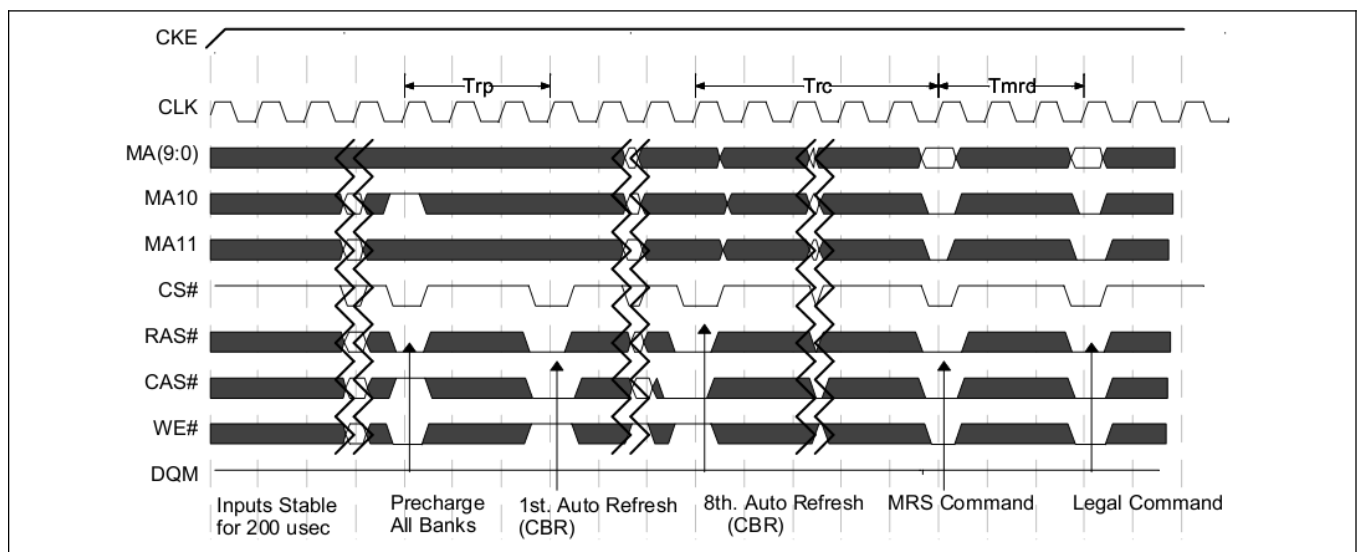 CKE
Trp
Trc
Tmrd
CLK
MA(9:0)
MA10
MA11
CS#
RAS#
CAS#
WE#
DQM
Inputs Stable
for 200 usec
Precharge
All Banks
1st. Auto Refresh
(CBR)
8th. Auto Refresh
(CBR)
MRS Command
Legal Command